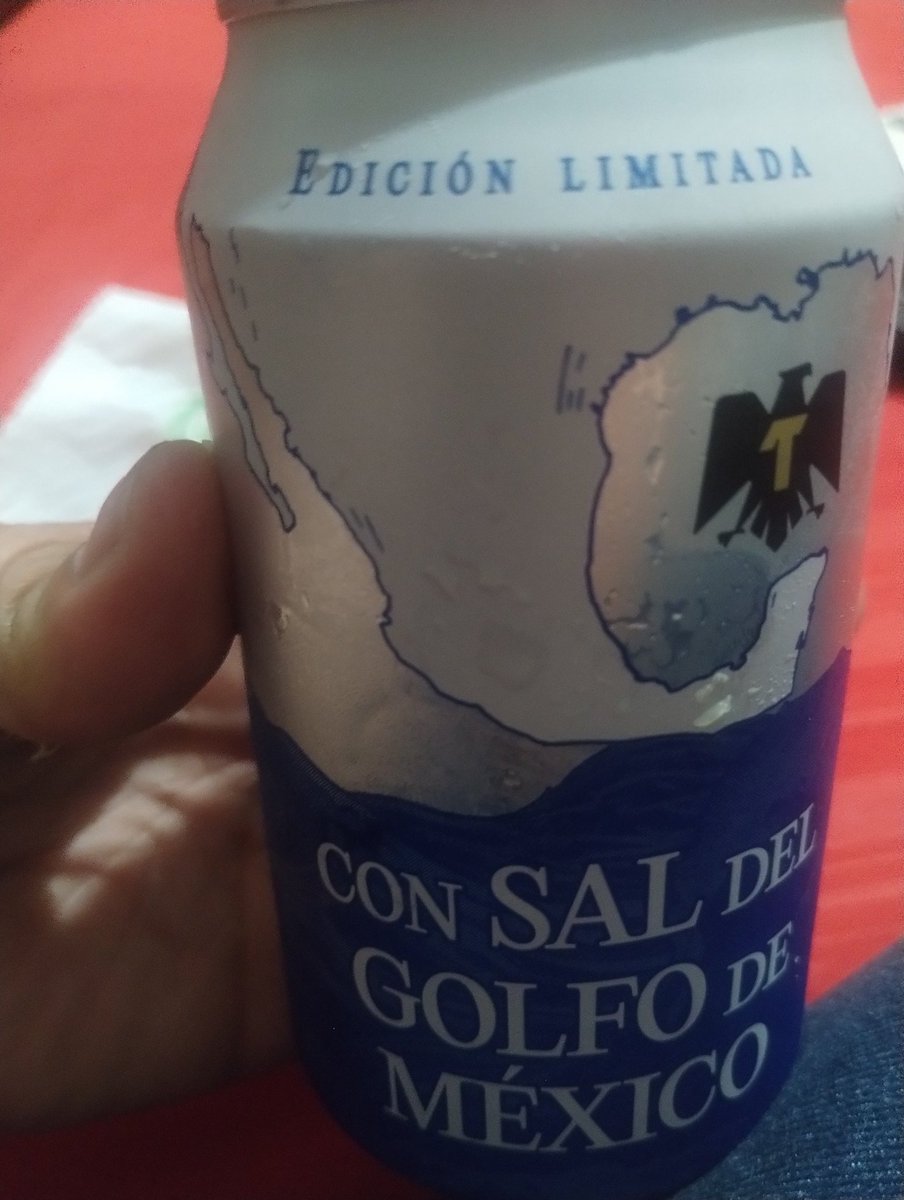 EDICIÓN LIMITADA
T
CON SAL DEL
GOLFO DE
MÉXICO